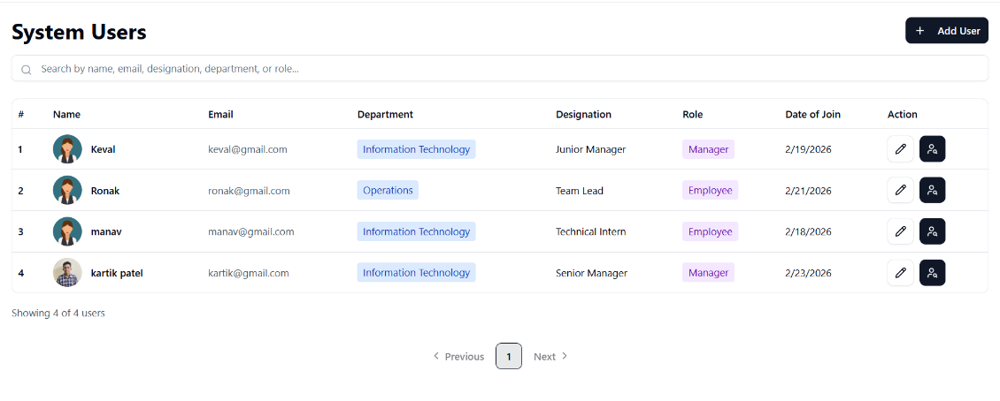 System Users
+ Add User
Search by name, email, designation, department, or role...
# Name Email Department Designation Role Date of Join Action
1 Keval keval@gmail.com Information Technology Junior Manager Manager 2/19/2026
2 Ronak ronak@gmail.com Operations Team Lead Employee 2/21/2026
3 manav manav@gmail.com Information Technology Technical Intern Employee 2/18/2026
4 kartik patel kartik@gmail.com Information Technology Senior Manager Manager 2/23/2026
Showing 4 of 4 users
Previous 1 Next